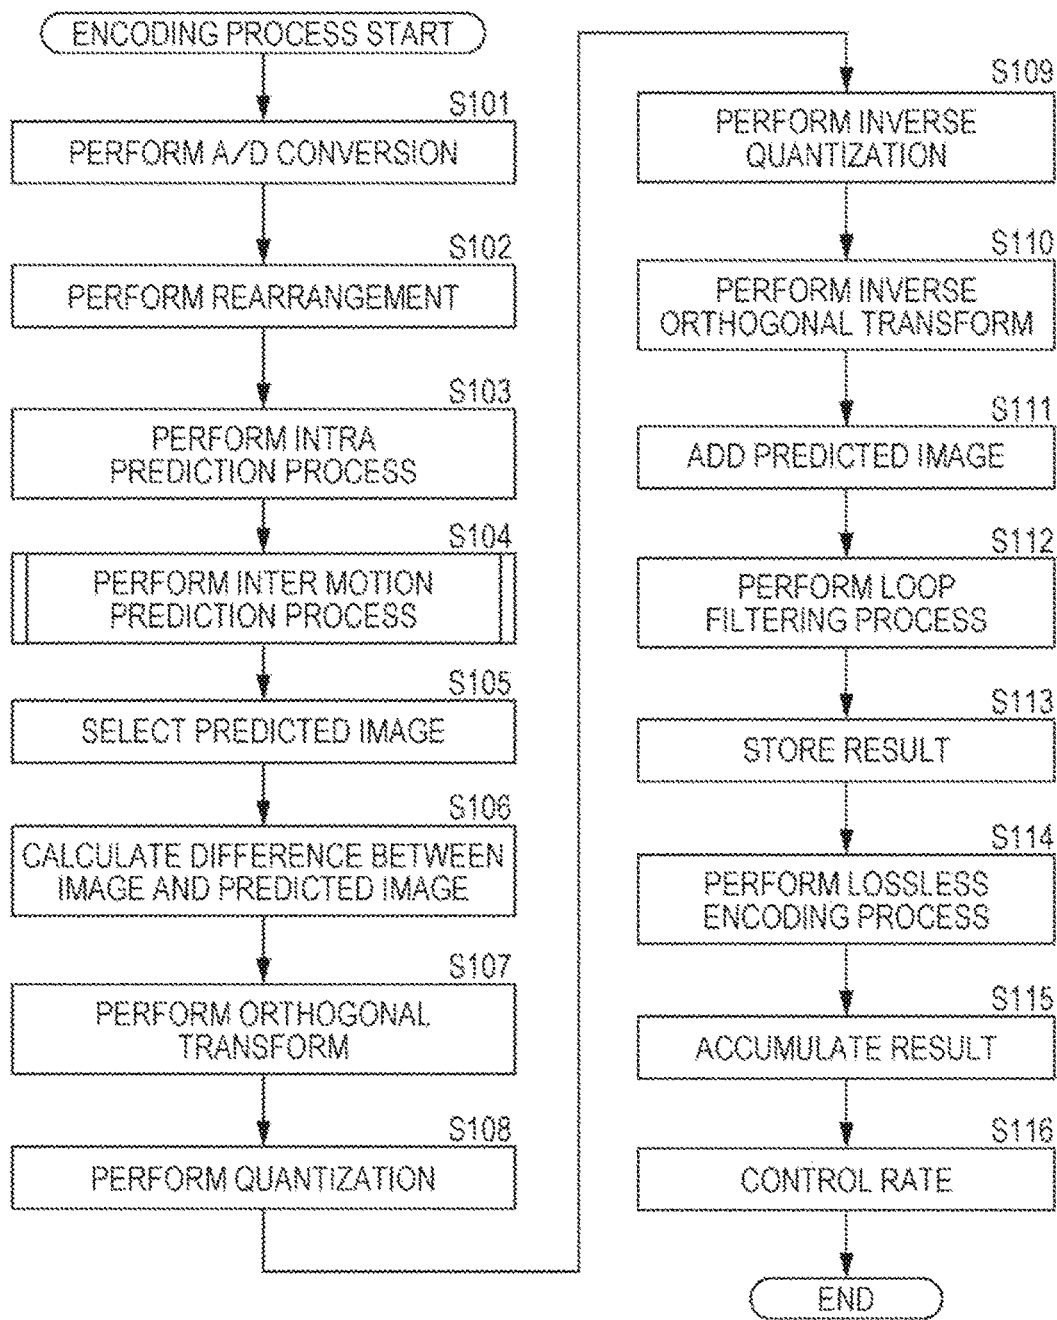 ENCODING PROCESS START
S101
PERFORM A/D CONVERSION
S102
PERFORM REARRANGEMENT
S103
PERFORM INTRA
PREDICTION PROCESS
S104
PERFORM INTER MOTION
PREDICTION PROCESS
S105
SELECT PREDICTED IMAGE
S106
CALCULATE DIFFERENCE BETWEEN
IMAGE AND PREDICTED IMAGE
S107
PERFORM ORTHOGONAL
TRANSFORM
S108
PERFORM QUANTIZATION
S109
PERFORM INVERSE
QUANTIZATION
S110
PERFORM INVERSE
ORTHOGONAL TRANSFORM
S111
ADD PREDICTED IMAGE
S112
PERFORM LOOP
FILTERING PROCESS
S113
STORE RESULT
S114
PERFORM LOSSLESS
ENCODING PROCESS
S115
ACCUMULATE RESULT
S116
CONTROL RATE
END